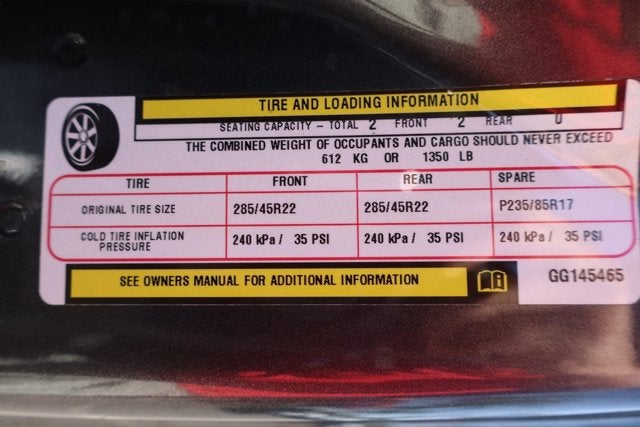 TIRE AND LOADING INFORMATION
SEATING CAPACITY – TOTAL 2 FRONT 2 REAR 0
THE COMBINED WEIGHT OF OCCUPANTS AND CARGO SHOULD NEVER EXCEED
612 KG OR 1350 LB
TIRE FRONT REAR SPARE
ORIGINAL TIRE SIZE 285/45R22 285/45R22 P235/85R17
COLD TIRE INFLATION
PRESSURE 240 kPa / 35 PSI 240 kPa / 35 PSI 240 kPa / 35 PSI
SEE OWNERS MANUAL FOR ADDITIONAL INFORMATION GG145465